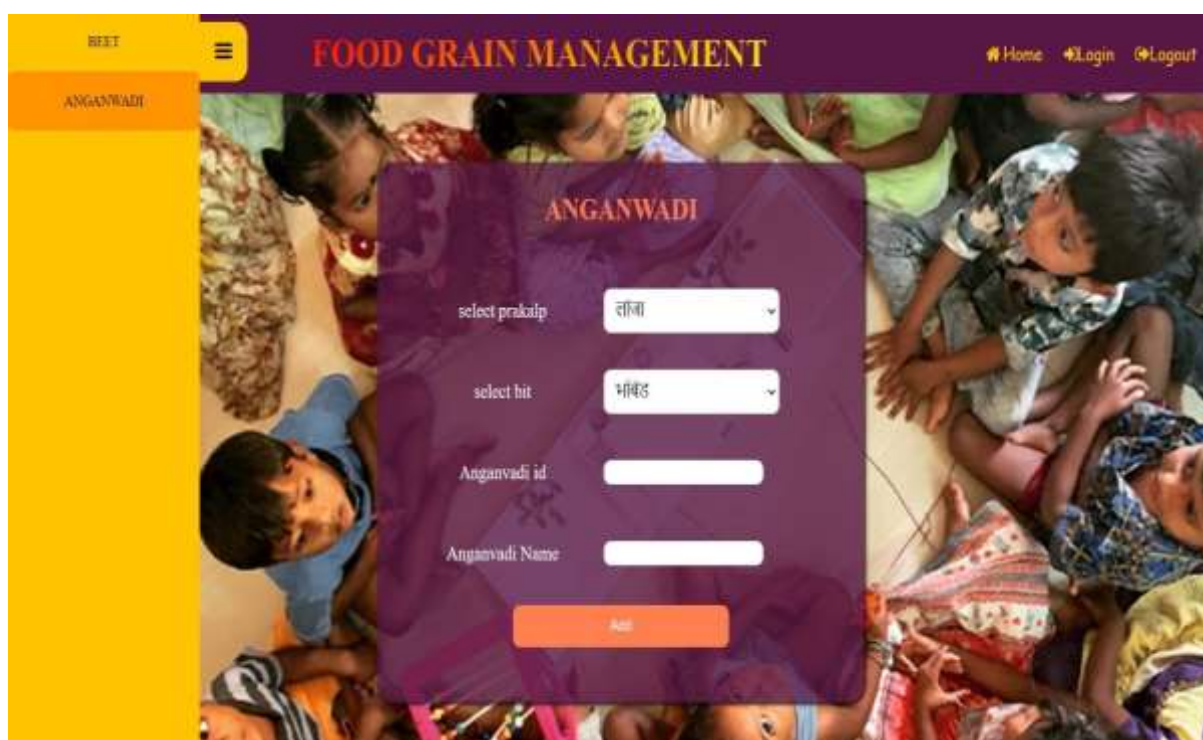 BEET
ANGANWADI
FOOD GRAIN MANAGEMENT
Home Login Logout
ANGANWADI
select prakalp
लांजा
select bit
भांबेड
Anganvadi id
Anganvadi Name
Add